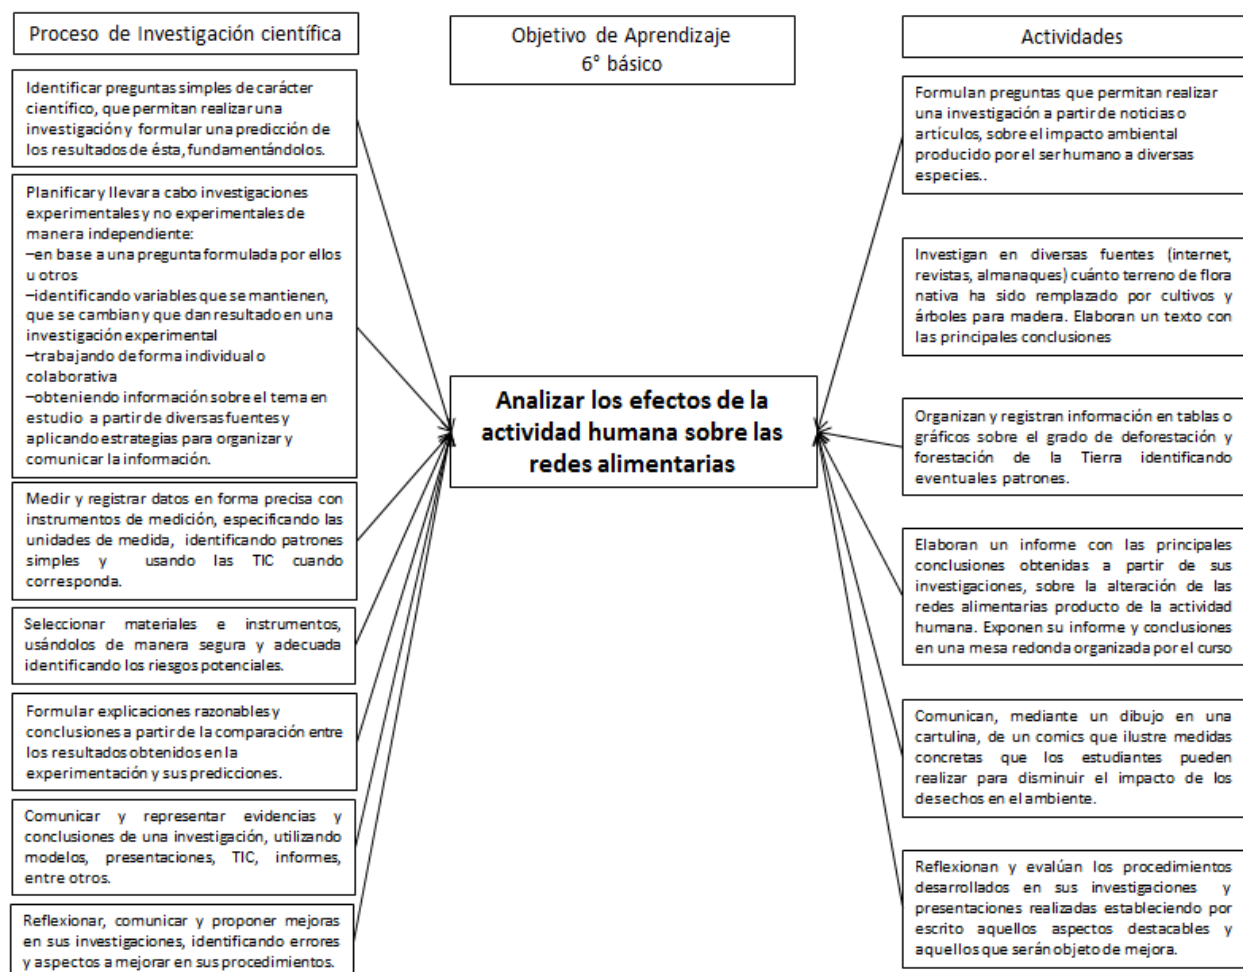 Proceso de Investigación científica
Identificar preguntas simples de carácter
científico, que permitan realizar una
investigación y formular una predicción de
los resultados de ésta, fundamentándolos.
Planificar y llevar a cabo investigaciones
experimentales y no experimentales de
manera independiente:
–en base a una pregunta formulada por ellos
u otros
–identificando variables que se mantienen,
que se cambian y que dan resultado en una
investigación experimental
–trabajando de forma individual o
colaborativa
–obteniendo información sobre el tema en
estudio a partir de diversas fuentes y
aplicando estrategias para organizar y
comunicar la información.
Medir y registrar datos en forma precisa con
instrumentos de medición, especificando las
unidades de medida, identificando patrones
simples y usando las TIC cuando
corresponda.
Seleccionar materiales e instrumentos,
usándolos de manera segura y adecuada
identificando los riesgos potenciales.
Formular explicaciones razonables y
conclusiones a partir de la comparación entre
los resultados obtenidos en la
experimentación y sus predicciones.
Comunicar y representar evidencias y
conclusiones de una investigación, utilizando
modelos, presentaciones, TIC, informes,
entre otros.
Reflexionar, comunicar y proponer mejoras
en sus investigaciones, identificando errores
y aspectos a mejorar en sus procedimientos.
Objetivo de Aprendizaje
6° básico
Analizar los efectos de la
actividad humana sobre las
redes alimentarias
Actividades
Formulan preguntas que permitan realizar
una investigación a partir de noticias o
artículos, sobre el impacto ambiental
producido por el ser humano a diversas
especies..
Investigan en diversas fuentes (internet,
revistas, almanaques) cuánto terreno de flora
nativa ha sido remplazado por cultivos y
árboles para madera. Elaboran un texto con
las principales conclusiones
Organizan y registran información en tablas o
gráficos sobre el grado de deforestación y
forestación de la Tierra identificando
eventuales patrones.
Elaboran un informe con las principales
conclusiones obtenidas a partir de sus
investigaciones, sobre la alteración de las
redes alimentarias producto de la actividad
humana. Exponen su informe y conclusiones
en una mesa redonda organizada por el curso
Comunican, mediante un dibujo en una
cartulina, de un comics que ilustre medidas
concretas que los estudiantes pueden
realizar para disminuir el impacto de los
desechos en el ambiente.
Reflexionan y evalúan los procedimientos
desarrollados en sus investigaciones y
presentaciones realizadas estableciendo por
escrito aquellos aspectos destacables y
aquellos que serán objeto de mejora.